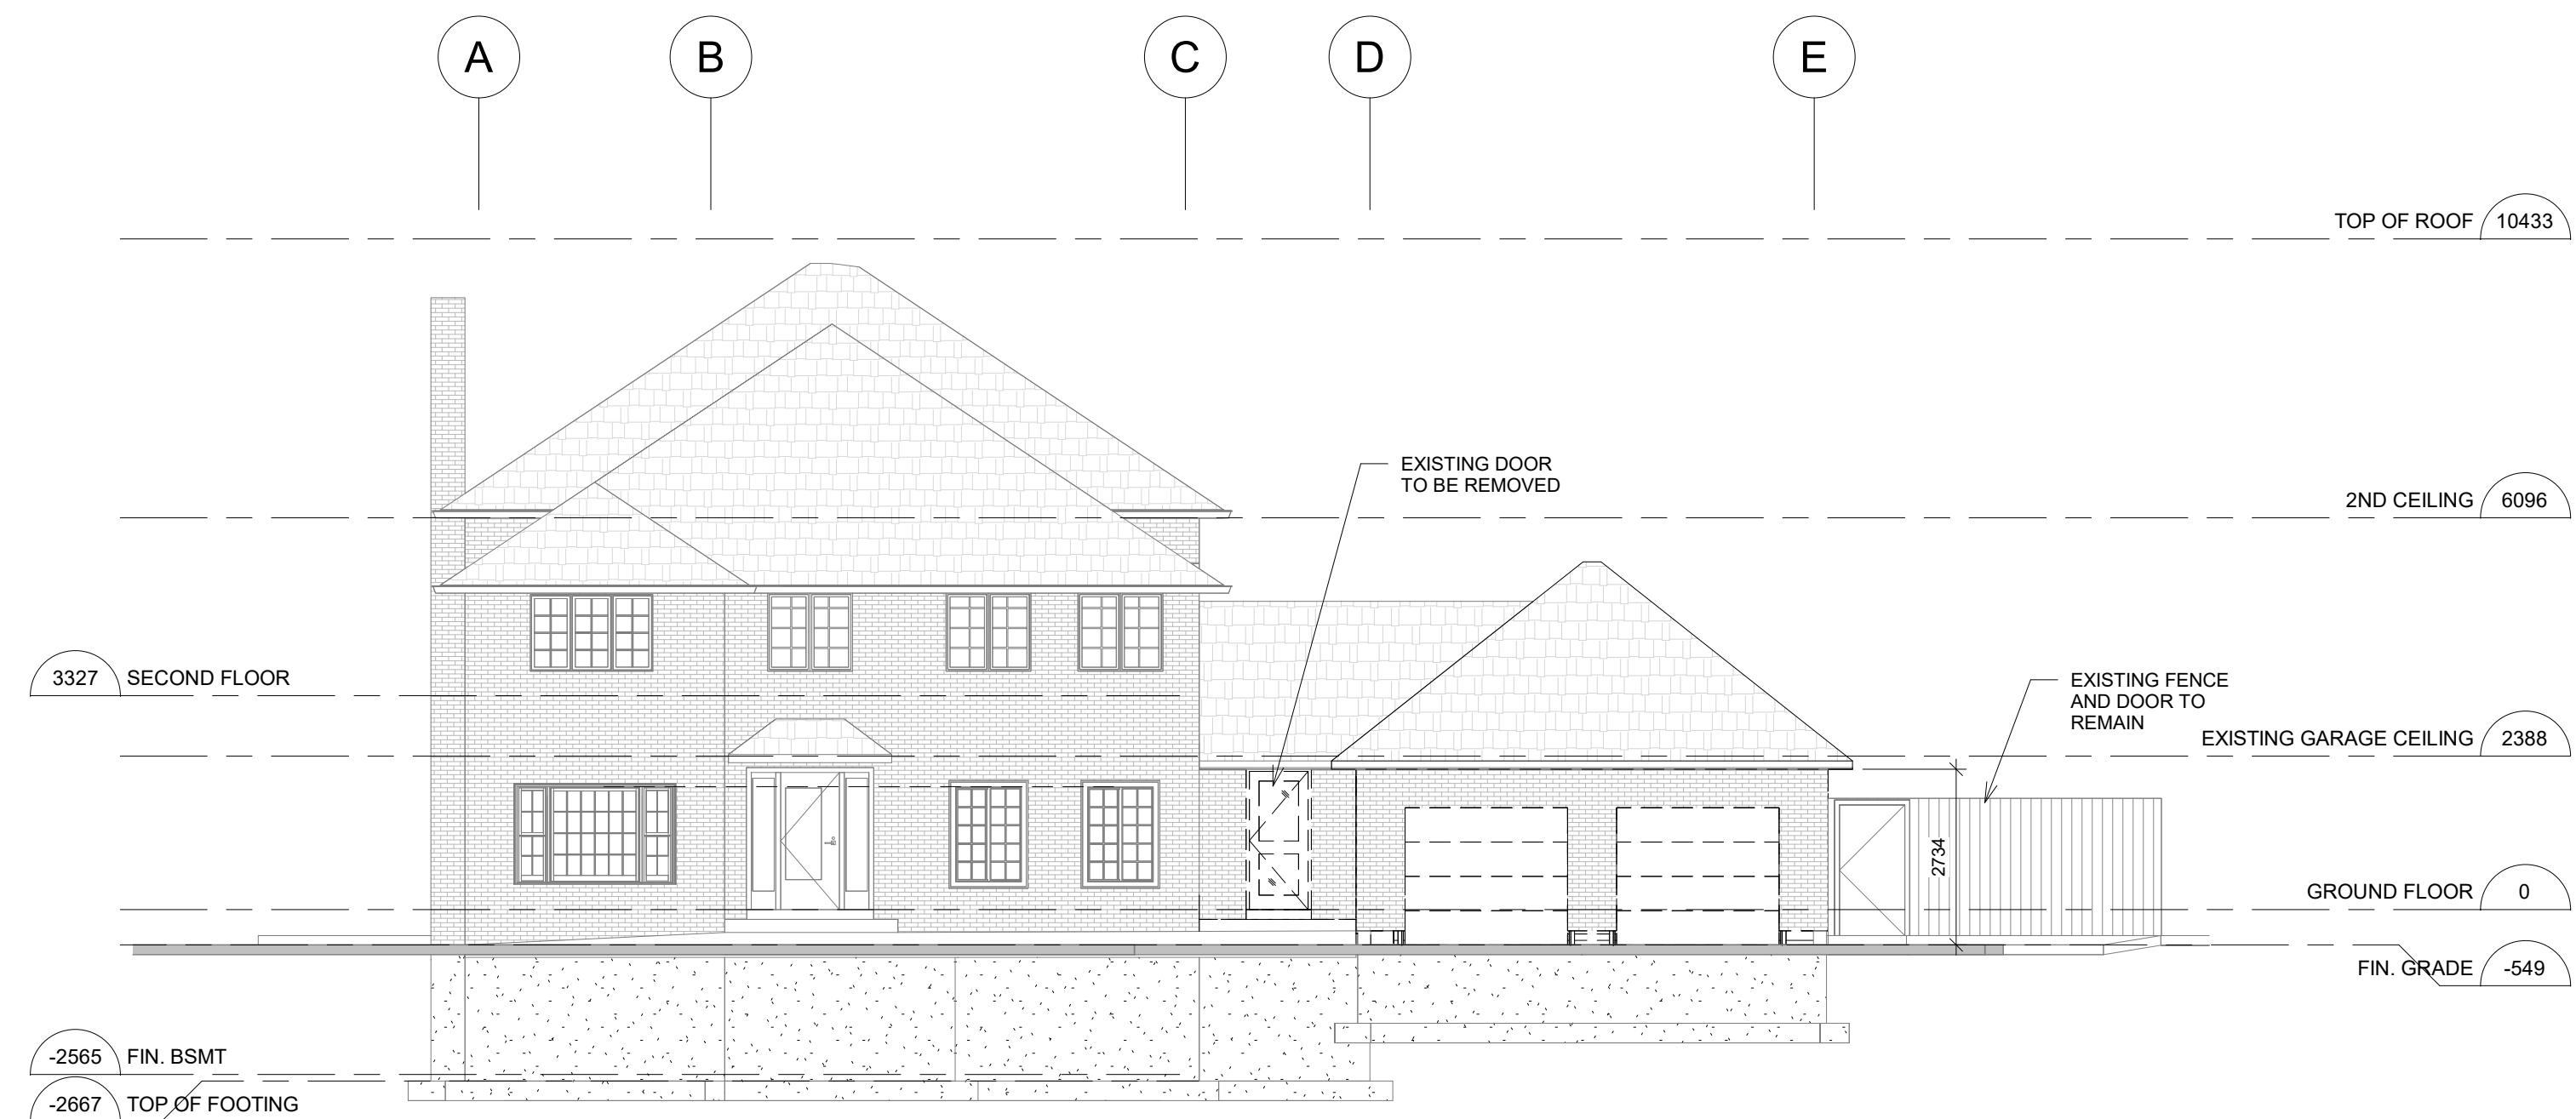 A
B
C
D
E
TOP OF ROOF 10433
EXISTING DOOR
TO BE REMOVED
2ND CEILING 6096
3327 SECOND FLOOR
EXISTING FENCE
AND DOOR TO
REMAIN
EXISTING GARAGE CEILING 2388
2734
GROUND FLOOR 0
FIN. GRADE -549
-2565 FIN. BSMT
-2667 TOP OF FOOTING